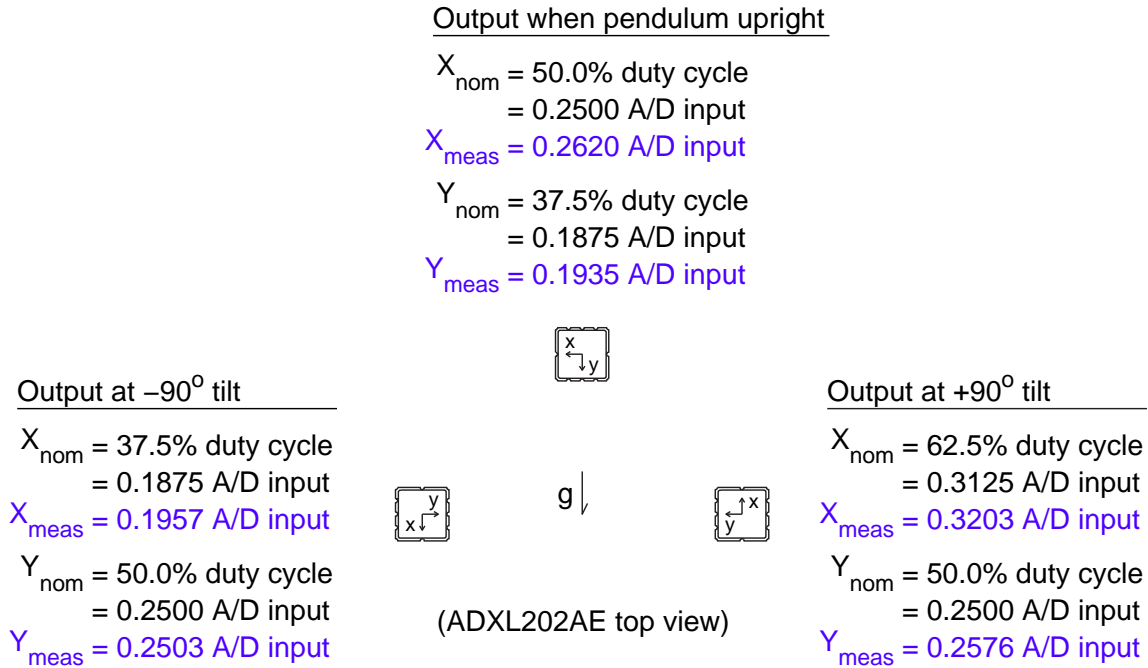 Output when pendulum upright
X_nom = 50.0% duty cycle
= 0.2500 A/D input
X_meas = 0.2620 A/D input
Y_nom = 37.5% duty cycle
= 0.1875 A/D input
Y_meas = 0.1935 A/D input
x
y
Output at −90° tilt
X_nom = 37.5% duty cycle
= 0.1875 A/D input
X_meas = 0.1957 A/D input
Y_nom = 50.0% duty cycle
= 0.2500 A/D input
Y_meas = 0.2503 A/D input
y
x
g
x
y
(ADXL202AE top view)
Output at +90° tilt
X_nom = 62.5% duty cycle
= 0.3125 A/D input
X_meas = 0.3203 A/D input
Y_nom = 50.0% duty cycle
= 0.2500 A/D input
Y_meas = 0.2576 A/D input